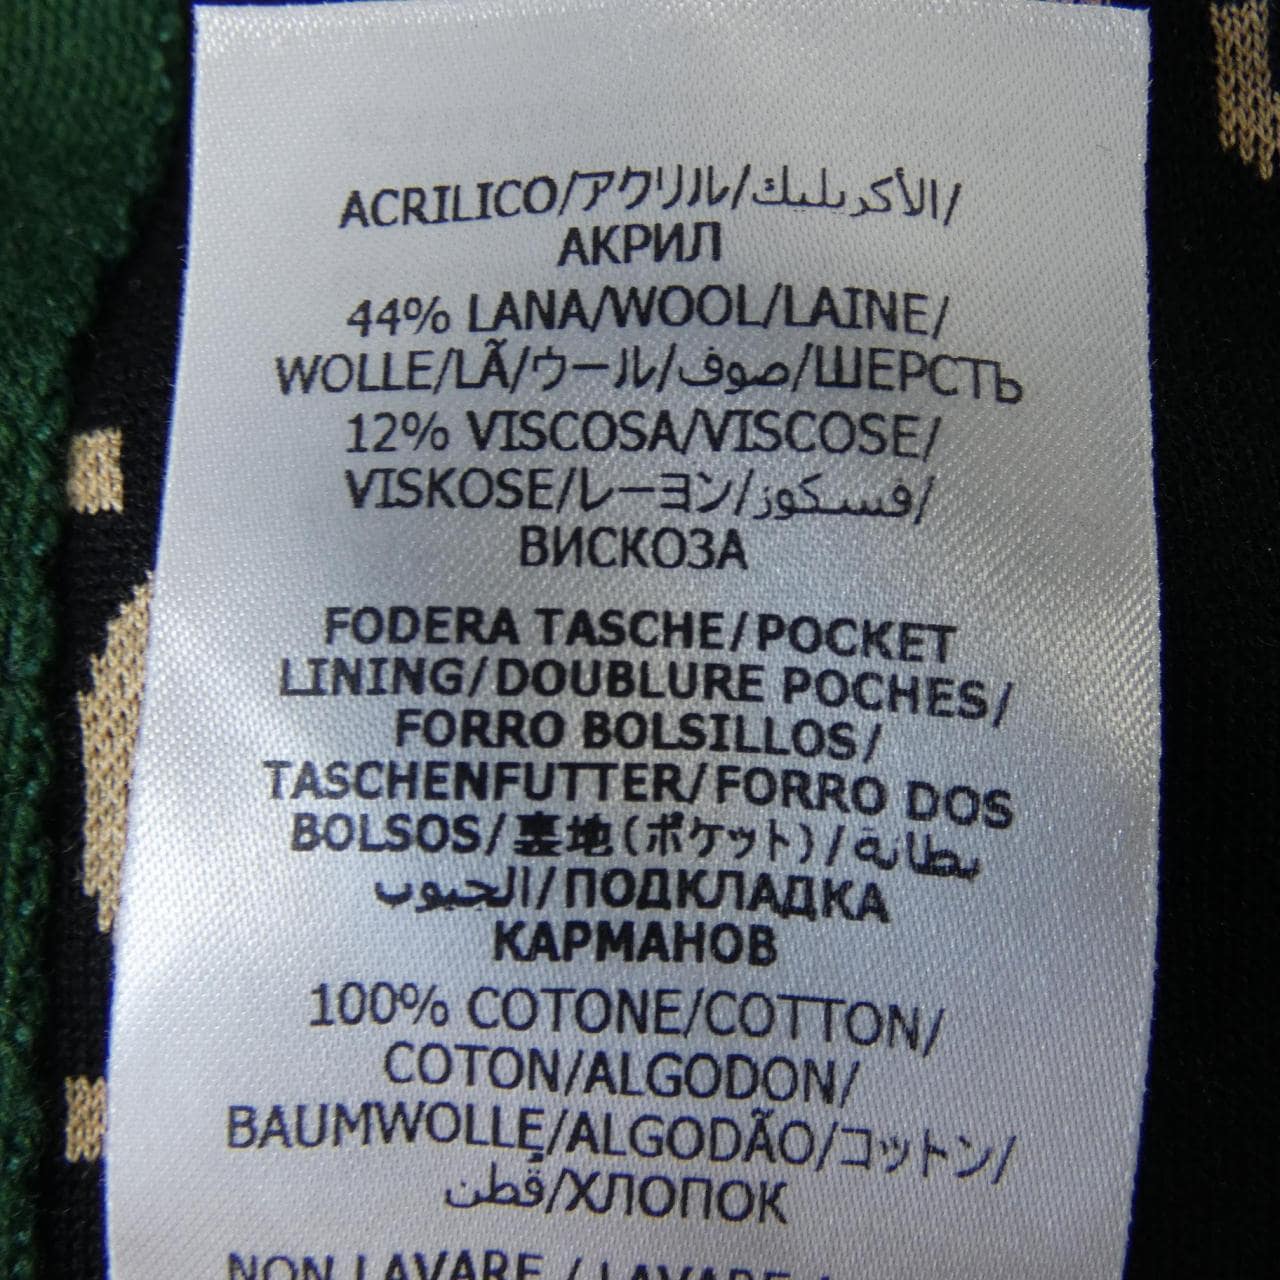 ACRILICO/アクリル/الأكريليك/
АКРИЛ
44% LANA/WOOL/LAINE/
WOLLE/LÃ/ウール/صوف/ШЕРСТЬ
12% VISCOSA/VISCOSE/
VISKOSE/レーヨン/فسكوز/
ВИСКОЗА
FODERA TASCHE/POCKET
LINING/DOUBLURE POCHES/
FORRO BOLSILLOS/
TASCHENFUTTER/FORRO DOS
BOLSOS/裏地(ポケット)/بطانة
الجيوب/ПОДКЛАДКА
КАРМАНОВ
100% COTONE/COTTON/
COTON/ALGODON/
BAUMWOLLE/ALGODÃO/コットン/
قطن/ХЛОПОК
NON LAVARE / LAVARE